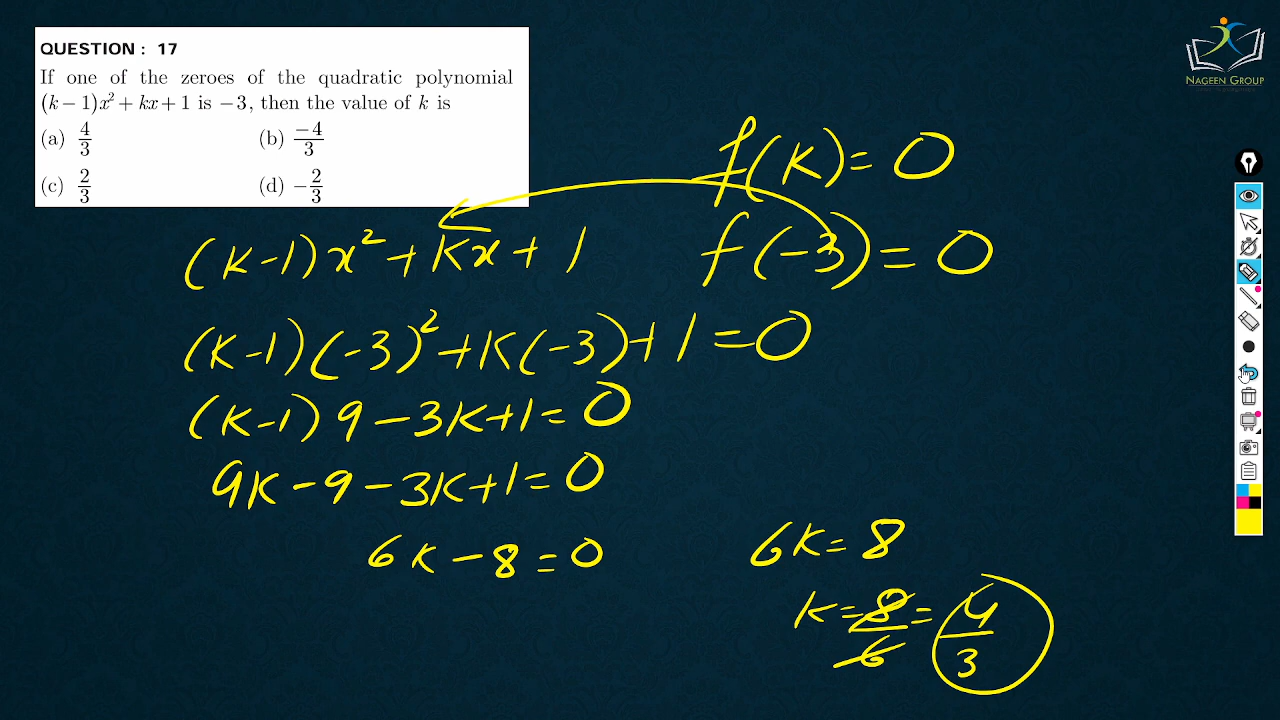 QUESTION : 17
If one of the zeroes of the quadratic polynomial
(k − 1)x² + kx + 1 is −3, then the value of k is
(a) 4/3 (b) −4/3
(c) 2/3 (d) −2/3
NAGEEN GROUP
f(k) = 0
(k-1)x² + kx + 1 f(-3) = 0
(k-1)(-3)² + k(-3) + 1 = 0
(k-1) 9 - 3k + 1 = 0
9k - 9 - 3k + 1 = 0
6k - 8 = 0 6k = 8
k = 8/6 = 4/3